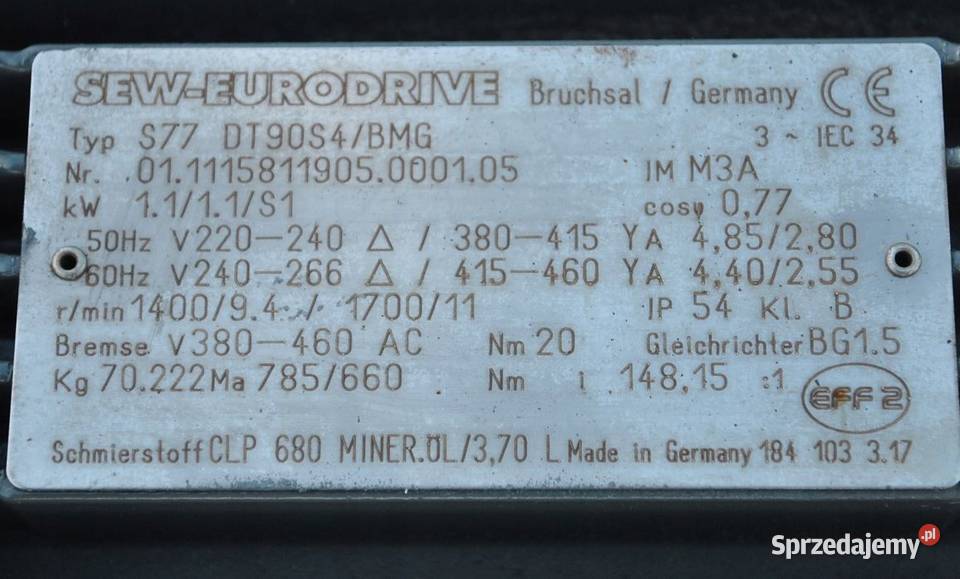 SEW-EURODRIVE Bruchsal / Germany CE
Typ S77 DT90S4/BMG 3 ~ IEC 34
Nr. 01.1115811905.0001.05 IM M3A
kW 1.1/1.1/S1 cosφ 0,77
50Hz V220-240 Δ / 380-415 Y A 4,85/2,80
60Hz V240-266 Δ / 415-460 Y A 4,40/2,55
r/min 1400/9.4 / 1700/11 IP 54 Kl. B
Bremse V380-460 AC Nm 20 Gleichrichter BG1.5
Kg 70.222 Ma 785/660 Nm i 148,15 :1
EFF 2
Schmierstoff CLP 680 MINER.ÖL/3,70 L Made in Germany 184 103 3.17
Sprzedajemy.pl